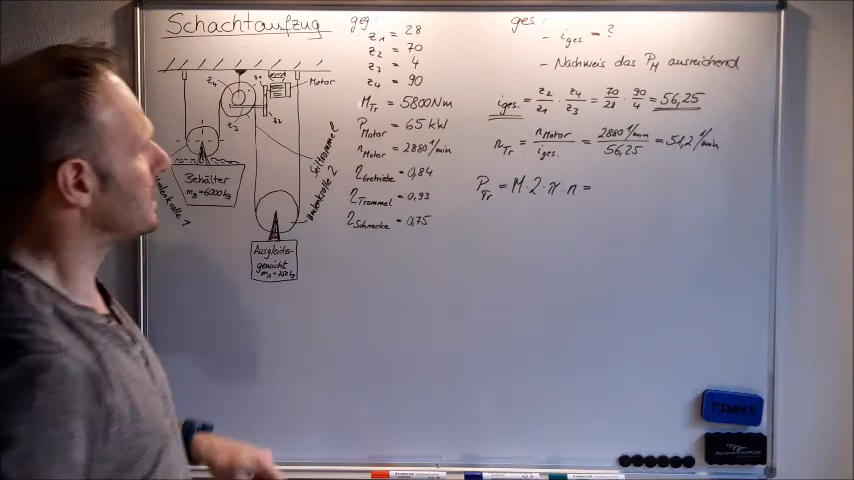 Schachtaufzug
z4
z3
z2
Motor
Seiltrommel
Umlenkrolle 2
Umlenkrolle 1
Behälter
mB = 6000 kg
Ausgleichs-
gewicht
geg.:
z1 = 28
z2 = 70
z3 = 4
z4 = 90
MTr = 5800Nm
PMotor = 65 kW
nMotor = 2880 1/min
ηGetriebe = 0,84
ηTrommel = 0,93
ηSchnecke = 0,75
ges.:
- iges. = ?
- Nachweis das PM ausreichend
iges. = z2/z1 · z4/z3 = 70/28 · 90/4 = 56,25
nTr = nMotor/iges. = 2880 1/min / 56,25 = 51,2 1/min
PTr = M · 2 · π · n =